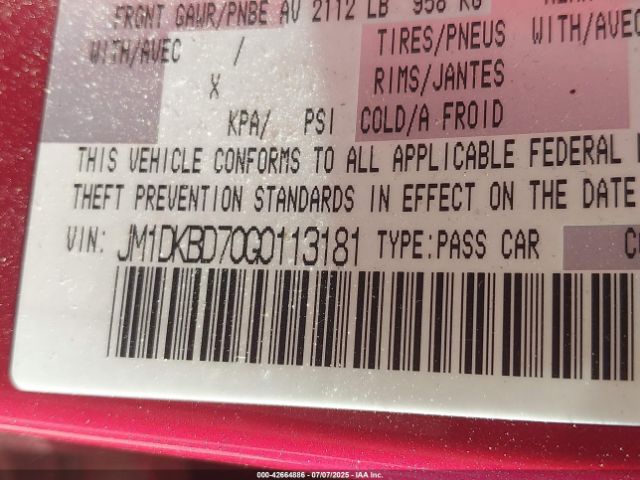 FRONT GAWR/PNBE AV 2112 LB 958 KG
WITH/AVEC / TIRES/PNEUS WITH/AVEC
X RIMS/JANTES
KPA/ PSI COLD/A FROID
THIS VEHICLE CONFORMS TO ALL APPLICABLE FEDERAL
THEFT PREVENTION STANDARDS IN EFFECT ON THE DATE
VIN: JM1DKBD70G0113181 TYPE:PASS CAR
000-42664886 - 07/07/2025 - IAA Inc.